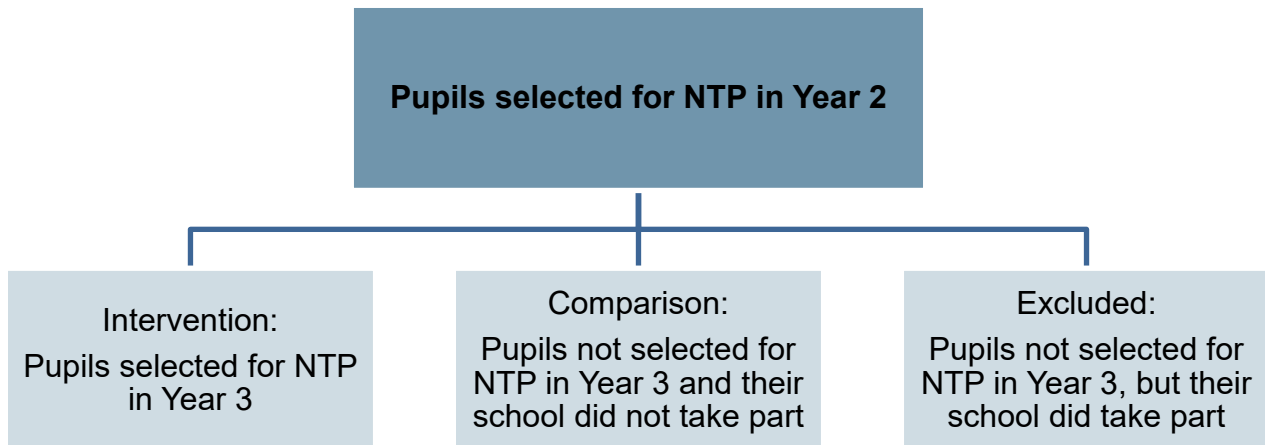 Pupils selected for NTP in Year 2
Intervention:
Pupils selected for NTP
in Year 3
Comparison:
Pupils not selected for
NTP in Year 3 and their
school did not take part
Excluded:
Pupils not selected for
NTP in Year 3, but their
school did take part